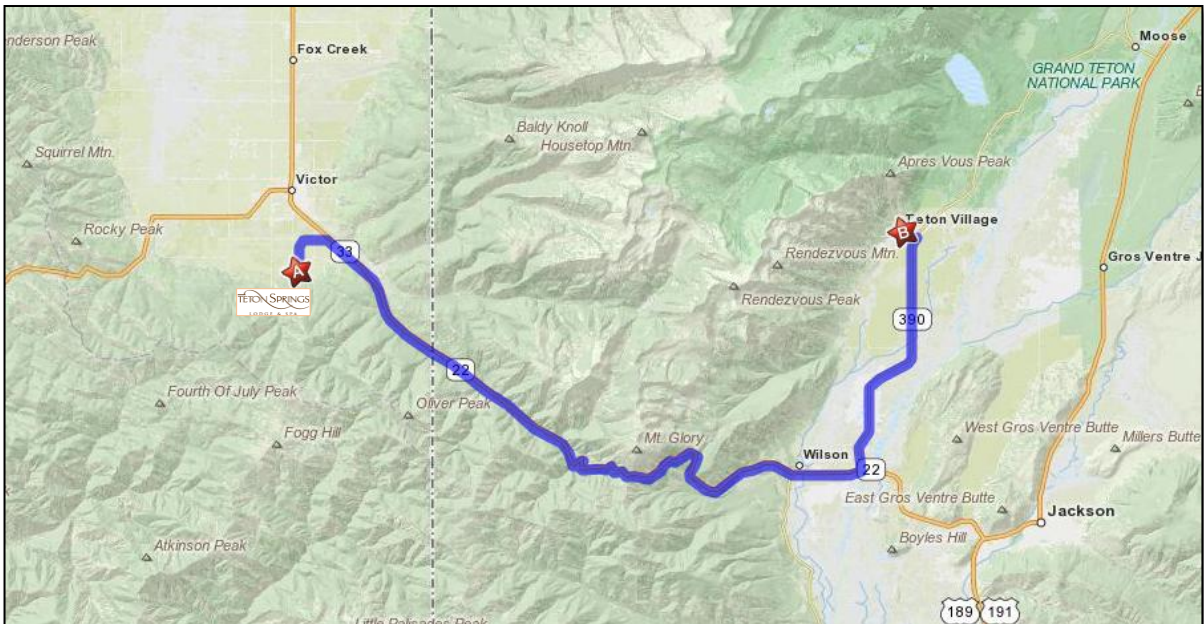 enderson Peak
Fox Creek
Moose
GRAND TETON
NATIONAL PARK
Baldy Knoll
Housetop Mtn.
Squirrel Mtn.
Apres Vous Peak
Victor
Rocky Peak
B
Teton Village
33
Rendezvous Mtn.
Gros Ventre J
A
TETON SPRINGS
LODGE & SPA
Rendezvous Peak
390
22
Fourth Of July Peak
Oliver Peak
Fogg Hill
Mt. Glory
West Gros Ventre Butte
Millers Butte
Wilson
22
East Gros Ventre Butte
Jackson
Boyles Hill
Atkinson Peak
189 191
Little Palisades Peak